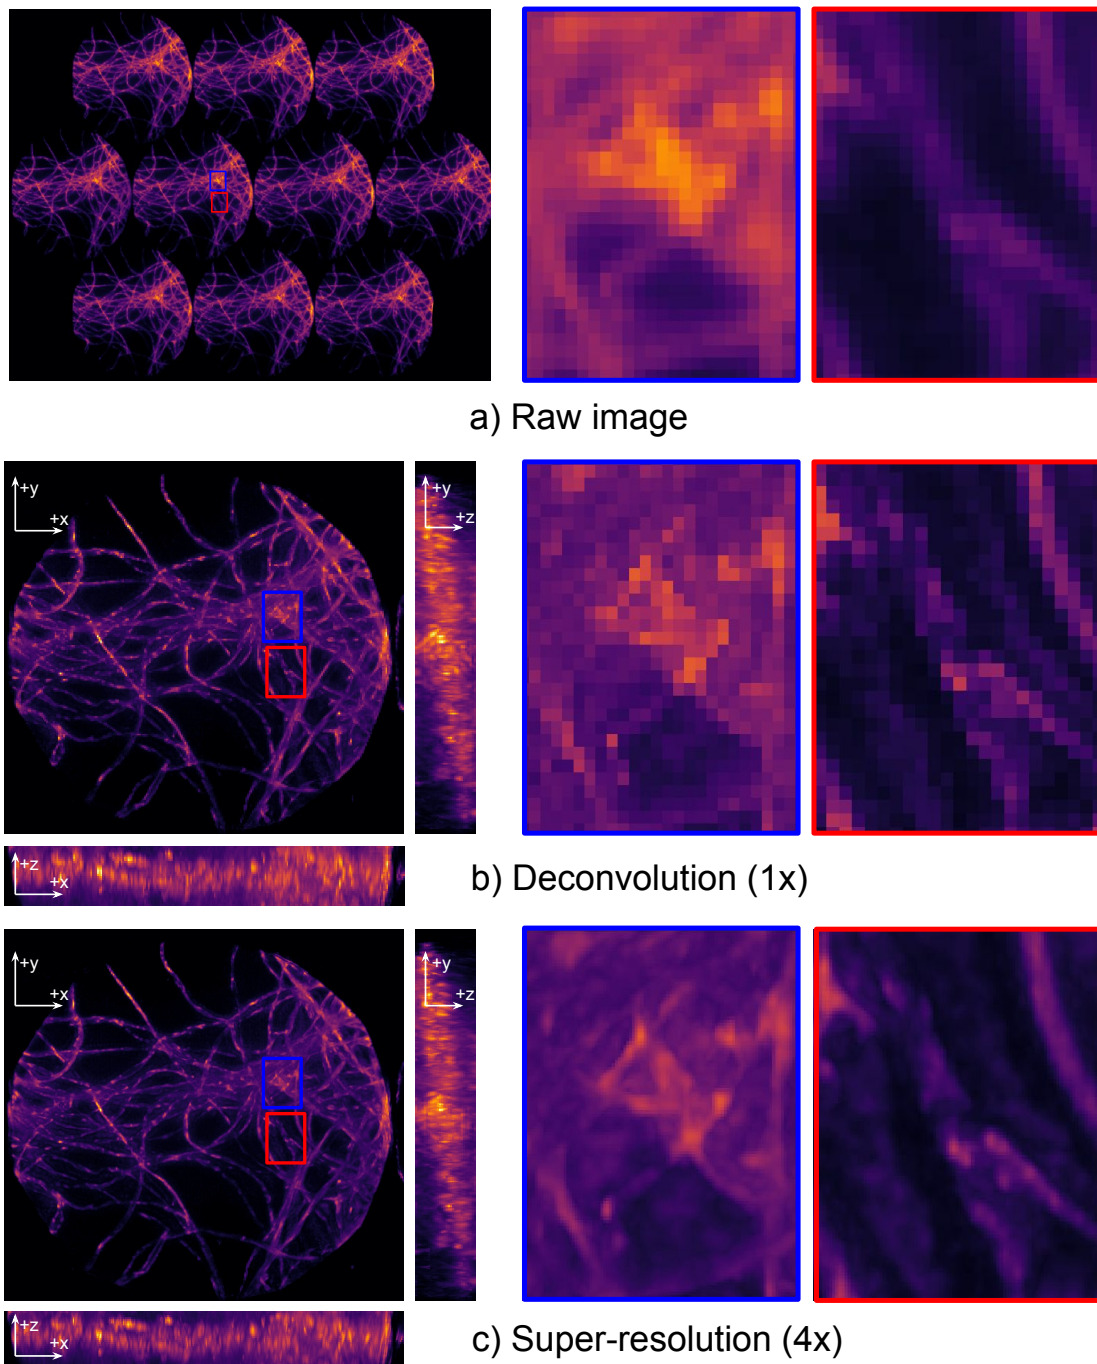 a) Raw image
+y
+x
+y
+z
+z
+x
b) Deconvolution (1x)
+y
+x
+y
+z
+z
+x
c) Super-resolution (4x)